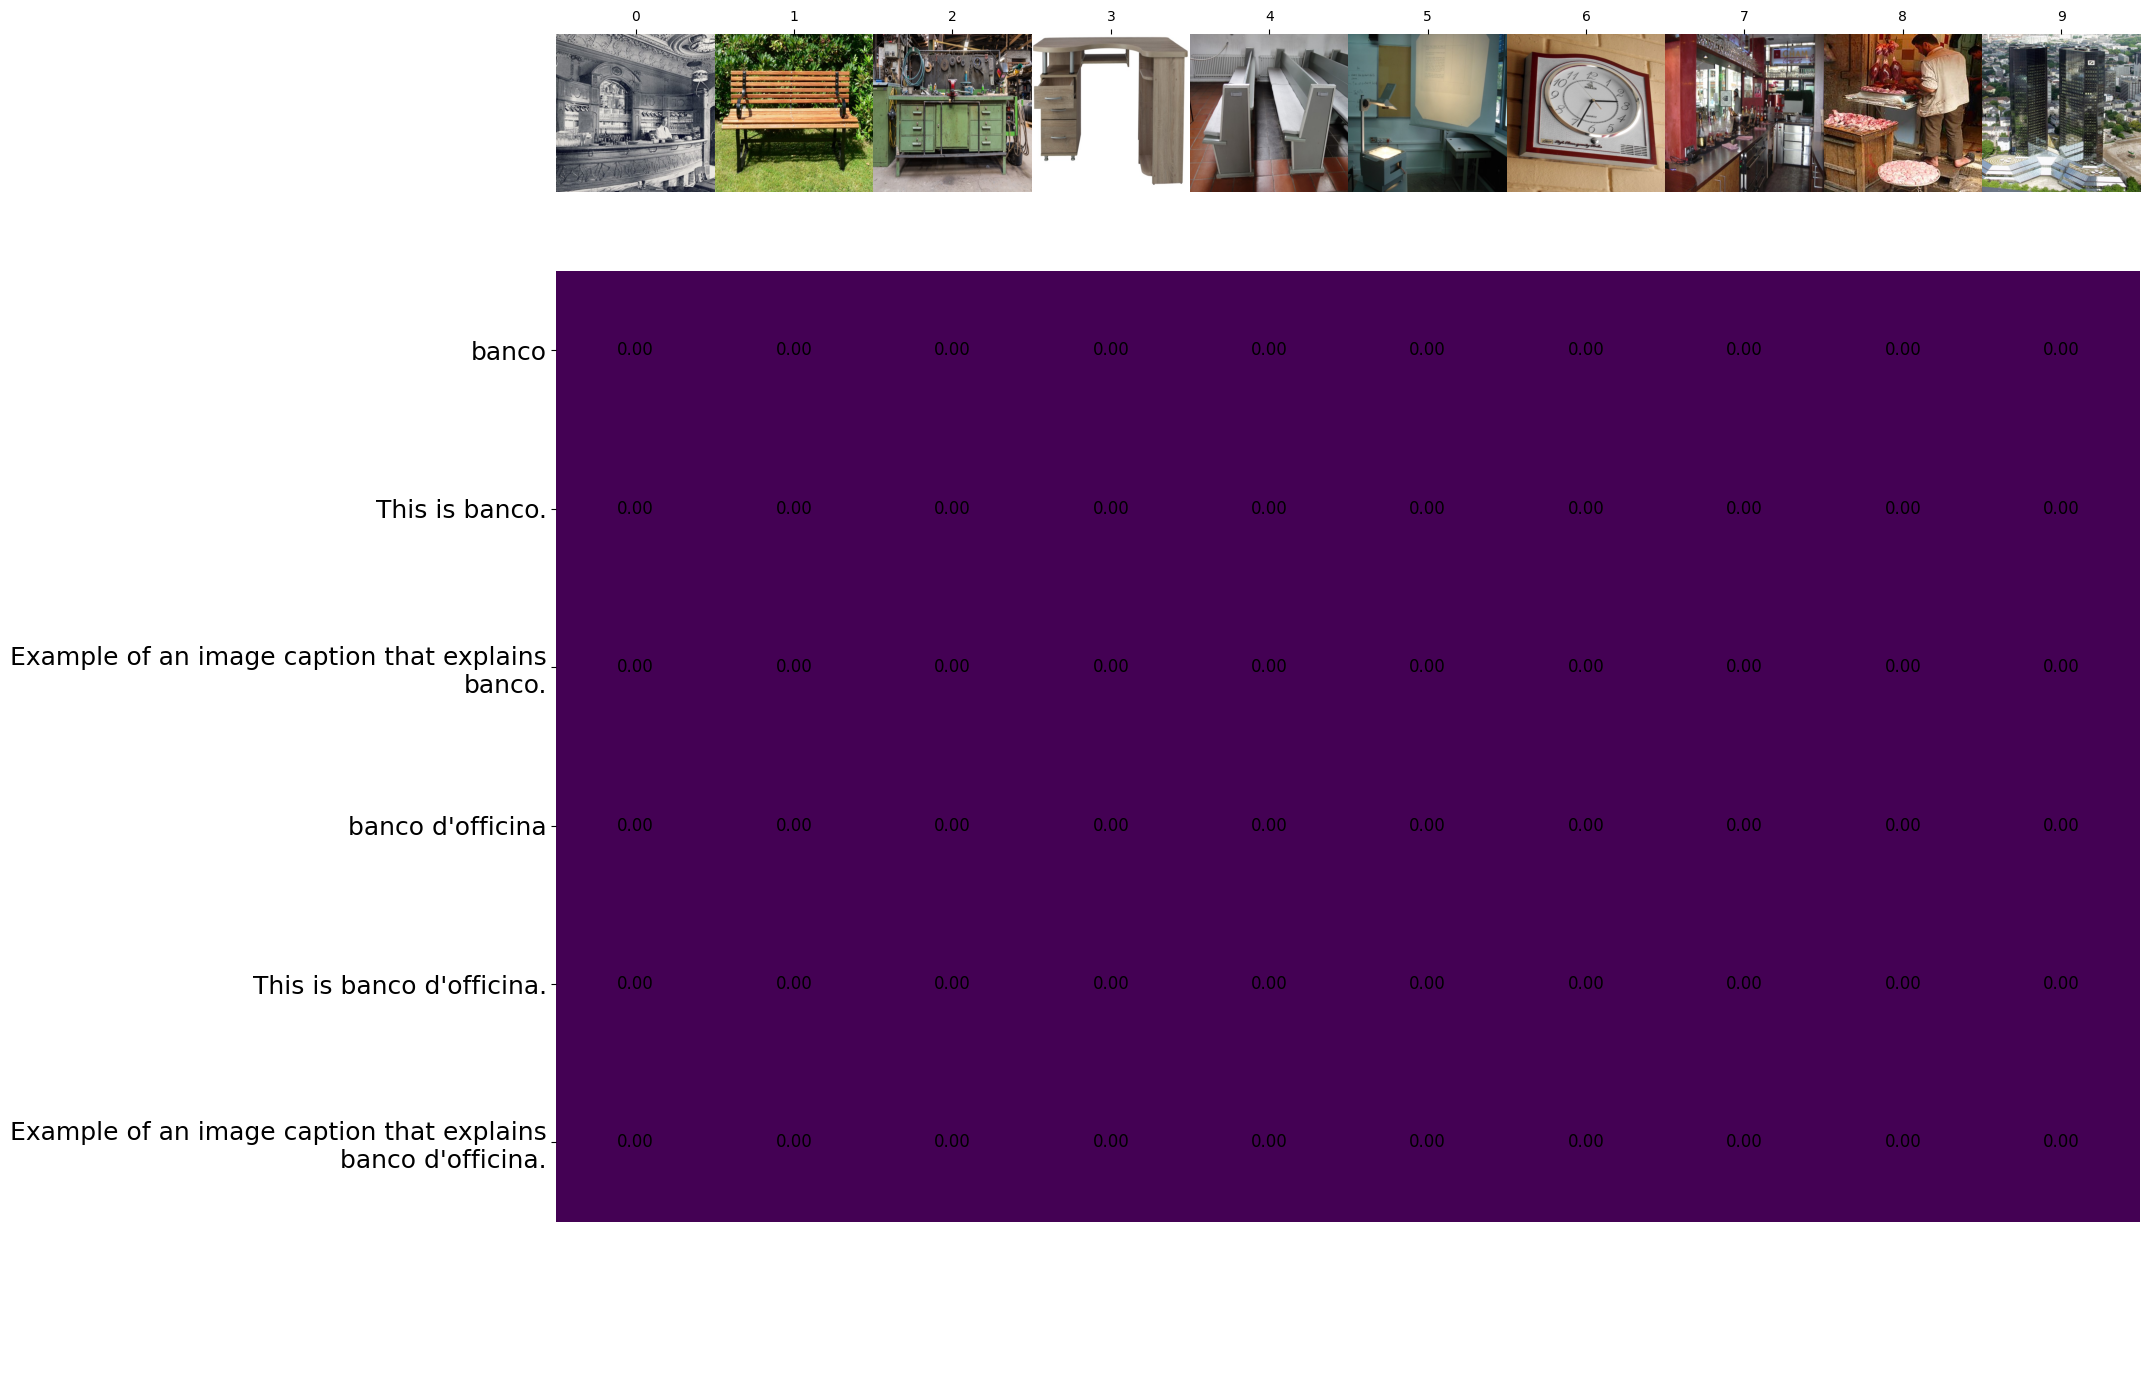 0 1 2 3 4 5 6 7 8 9
banco 0.00 0.00 0.00 0.00 0.00 0.00 0.00 0.00 0.00 0.00
This is banco. 0.00 0.00 0.00 0.00 0.00 0.00 0.00 0.00 0.00 0.00
Example of an image caption that explains
banco. 0.00 0.00 0.00 0.00 0.00 0.00 0.00 0.00 0.00 0.00
banco d'officina 0.00 0.00 0.00 0.00 0.00 0.00 0.00 0.00 0.00 0.00
This is banco d'officina. 0.00 0.00 0.00 0.00 0.00 0.00 0.00 0.00 0.00 0.00
Example of an image caption that explains
banco d'officina. 0.00 0.00 0.00 0.00 0.00 0.00 0.00 0.00 0.00 0.00